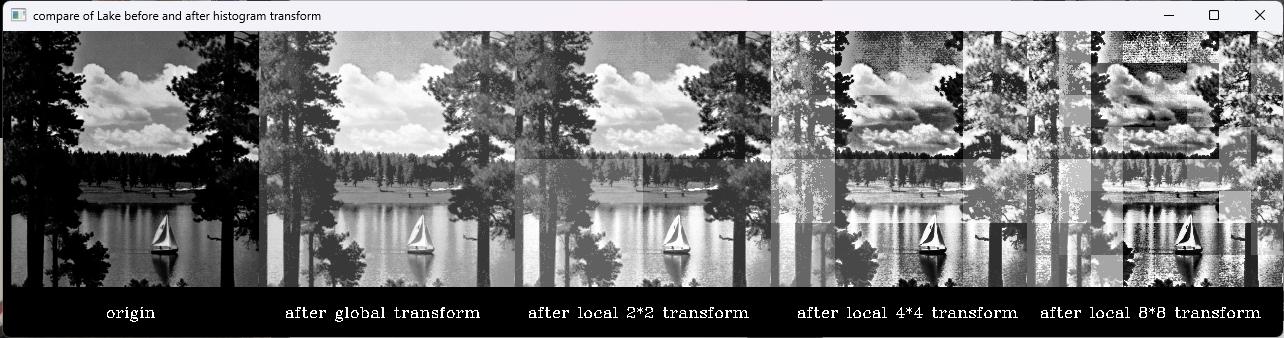 compare of Lake before and after histogram transform
origin
after global transform
after local 2*2 transform
after local 4*4 transform
after local 8*8 transform